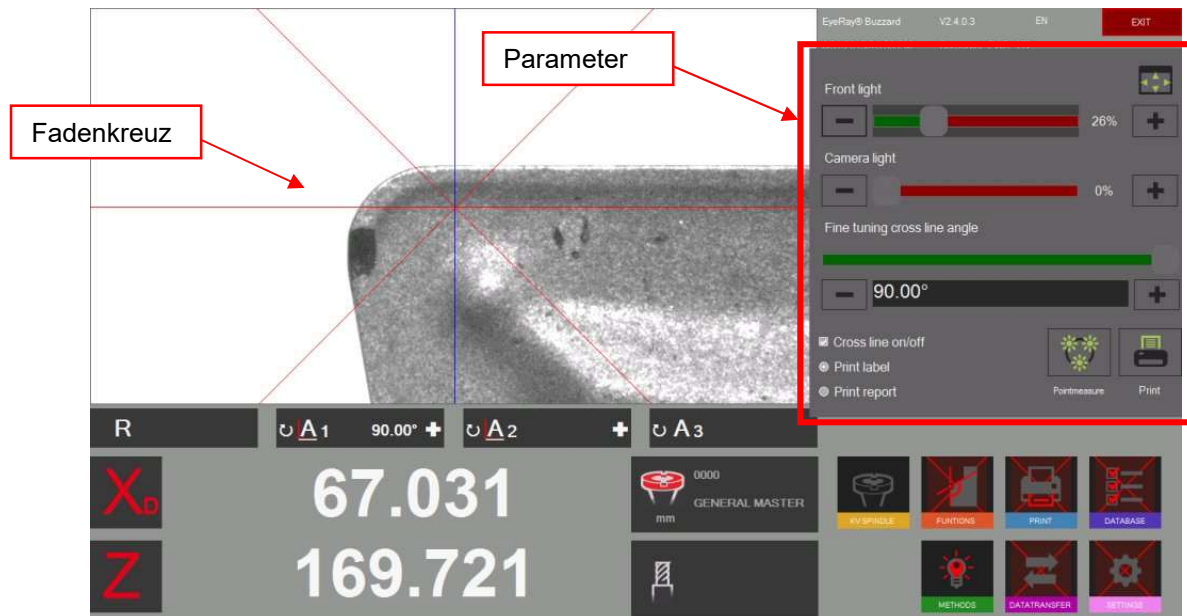 EyeRay® Buzzard V2.4.0.3 EN EXIT
Parameter
Fadenkreuz
Front light
26%
Camera light
0%
Fine tuning cross line angle
90.00°
Cross line on/off
Print label
Print report
Pointmeasure Print
R A1 90.00° A2 A3
XD 67.031
0000
GENERAL MASTER
mm
Z 169.721
KV SPINDLE FUNTIONS PRINT DATABASE
METHODS DATATRANSFER SETTINGS